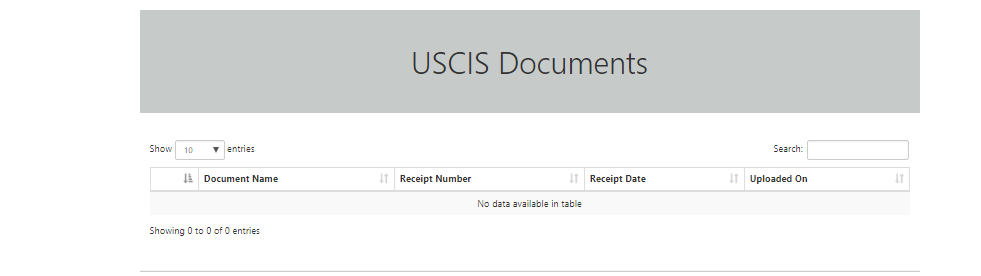 USCIS Documents
Show 10 entries Search:
Document Name Receipt Number Receipt Date Uploaded On
No data available in table
Showing 0 to 0 of 0 entries